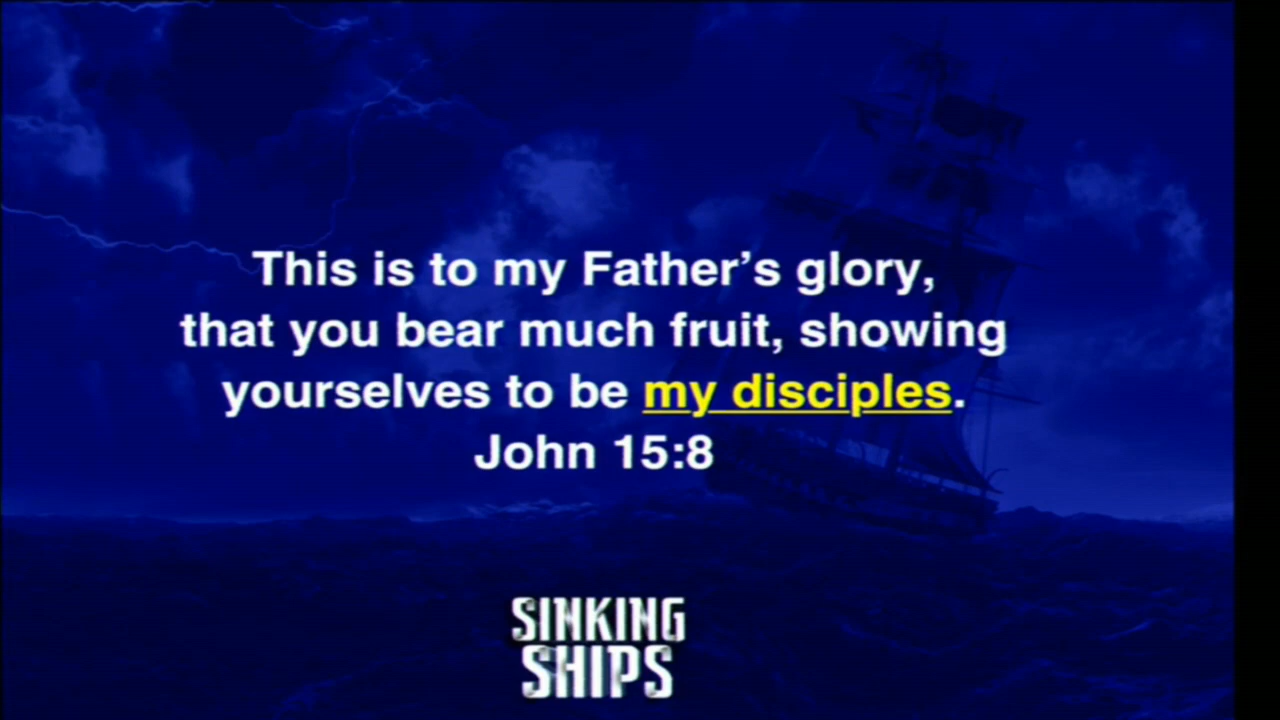 This is to my Father’s glory,
that you bear much fruit, showing
yourselves to be my disciples.
John 15:8
SINKING
SHIPS